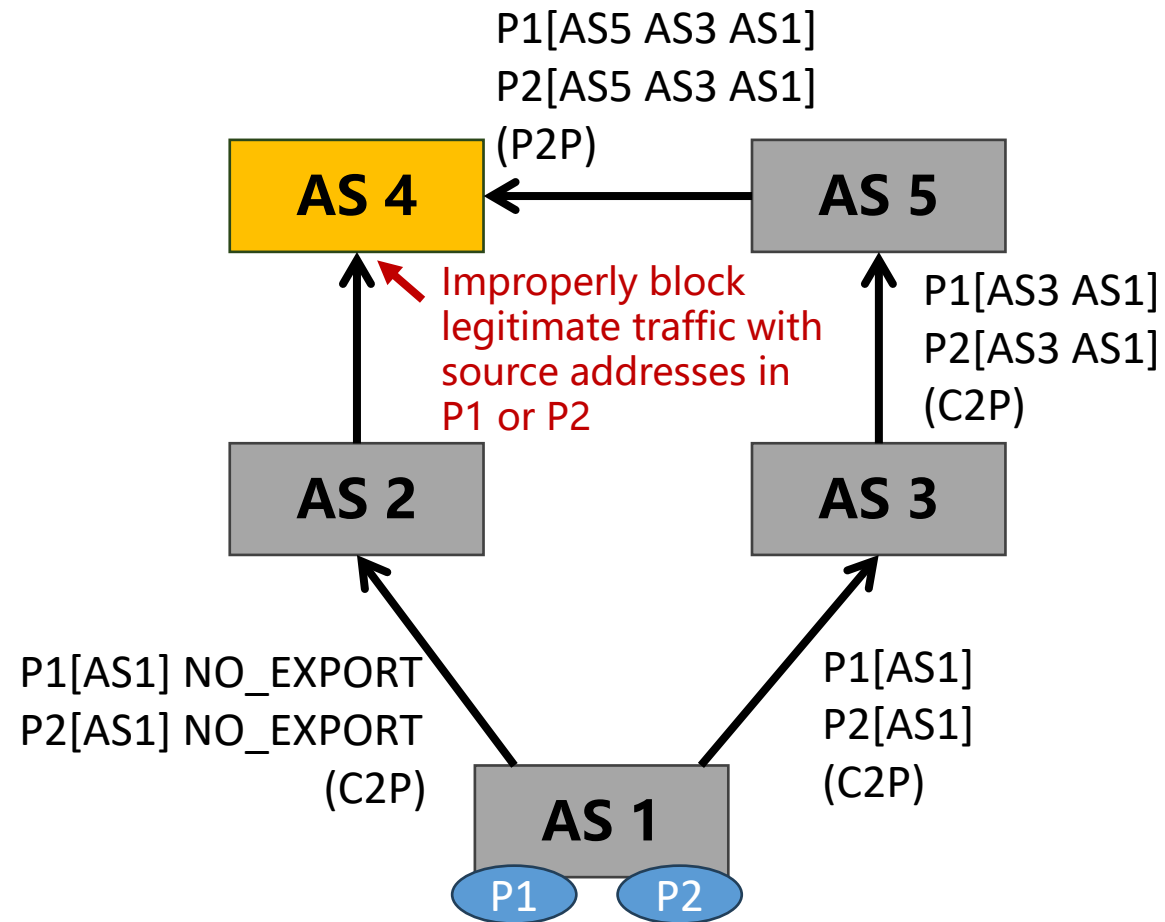 P1[AS5 AS3 AS1]
P2[AS5 AS3 AS1]
(P2P)
AS 4
AS 5
Improperly block
legitimate traffic with
source addresses in
P1 or P2
P1[AS3 AS1]
P2[AS3 AS1]
(C2P)
AS 2
AS 3
P1[AS1] NO_EXPORT
P2[AS1] NO_EXPORT
(C2P)
P1[AS1]
P2[AS1]
(C2P)
AS 1
P1
P2